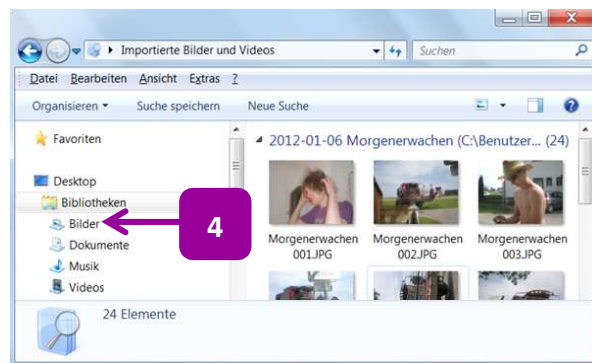 Importierte Bilder und Videos
Suchen
Datei Bearbeiten Ansicht Extras ?
Organisieren Suche speichern Neue Suche
Favoriten
Desktop
Bibliotheken
Bilder
Dokumente
Musik
Videos
4
2012-01-06 Morgenerwachen (C:\Benutzer... (24)
Morgenerwachen 001.JPG
Morgenerwachen 002.JPG
Morgenerwachen 003.JPG
24 Elemente